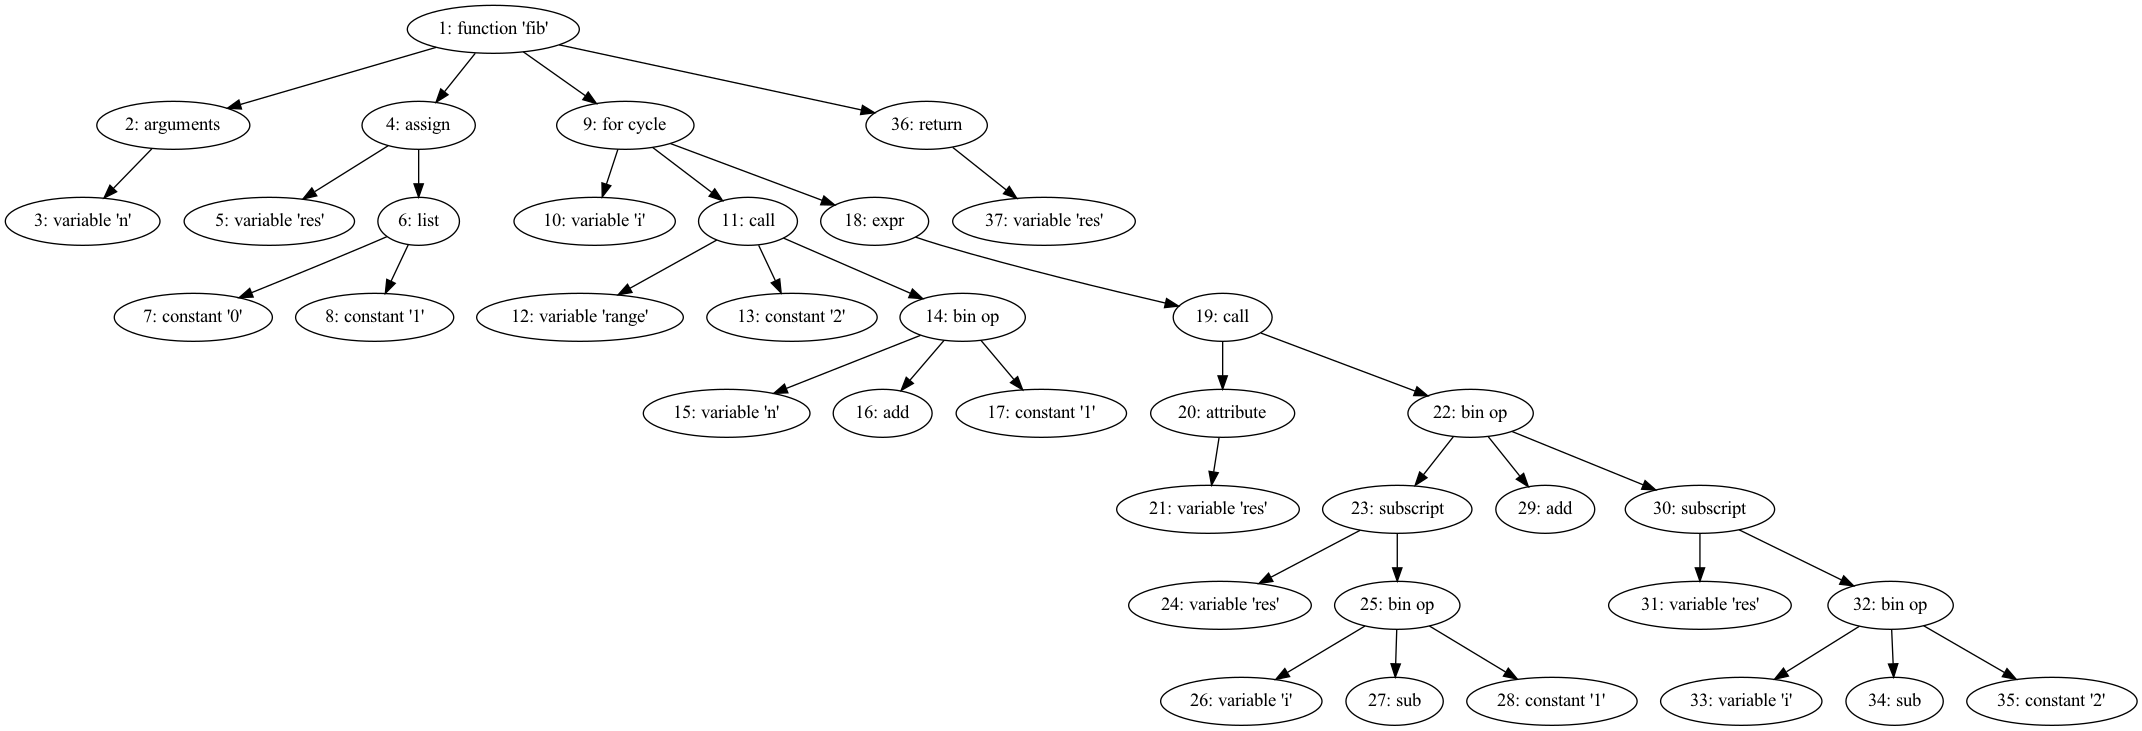 1: function 'fib'
2: arguments
4: assign
9: for cycle
36: return
3: variable 'n'
5: variable 'res'
6: list
10: variable 'i'
11: call
18: expr
37: variable 'res'
7: constant '0'
8: constant '1'
12: variable 'range'
13: constant '2'
14: bin op
19: call
15: variable 'n'
16: add
17: constant '1'
20: attribute
22: bin op
21: variable 'res'
23: subscript
29: add
30: subscript
24: variable 'res'
25: bin op
31: variable 'res'
32: bin op
26: variable 'i'
27: sub
28: constant '1'
33: variable 'i'
34: sub
35: constant '2'